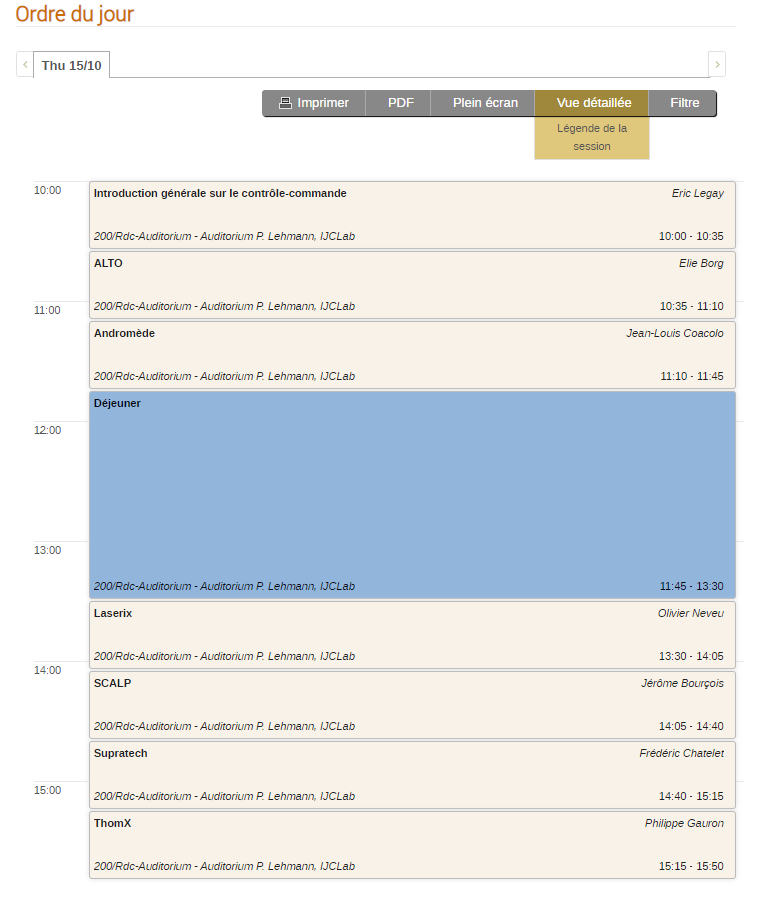 Ordre du jour
Thu 15/10
Imprimer PDF Plein écran Vue détaillée Filtre
Légende de la
session
10:00
Introduction générale sur le contrôle-commande Eric Legay
200/Rdc-Auditorium - Auditorium P. Lehmann, IJCLab 10:00 - 10:35
ALTO Elie Borg
200/Rdc-Auditorium - Auditorium P. Lehmann, IJCLab 10:35 - 11:10
11:00
Andromède Jean-Louis Coacolo
200/Rdc-Auditorium - Auditorium P. Lehmann, IJCLab 11:10 - 11:45
Déjeuner
12:00
13:00
200/Rdc-Auditorium - Auditorium P. Lehmann, IJCLab 11:45 - 13:30
Laserix Olivier Neveu
200/Rdc-Auditorium - Auditorium P. Lehmann, IJCLab 13:30 - 14:05
14:00
SCALP Jérôme Bourçois
200/Rdc-Auditorium - Auditorium P. Lehmann, IJCLab 14:05 - 14:40
Supratech Frédéric Chatelet
15:00
200/Rdc-Auditorium - Auditorium P. Lehmann, IJCLab 14:40 - 15:15
ThomX Philippe Gauron
200/Rdc-Auditorium - Auditorium P. Lehmann, IJCLab 15:15 - 15:50